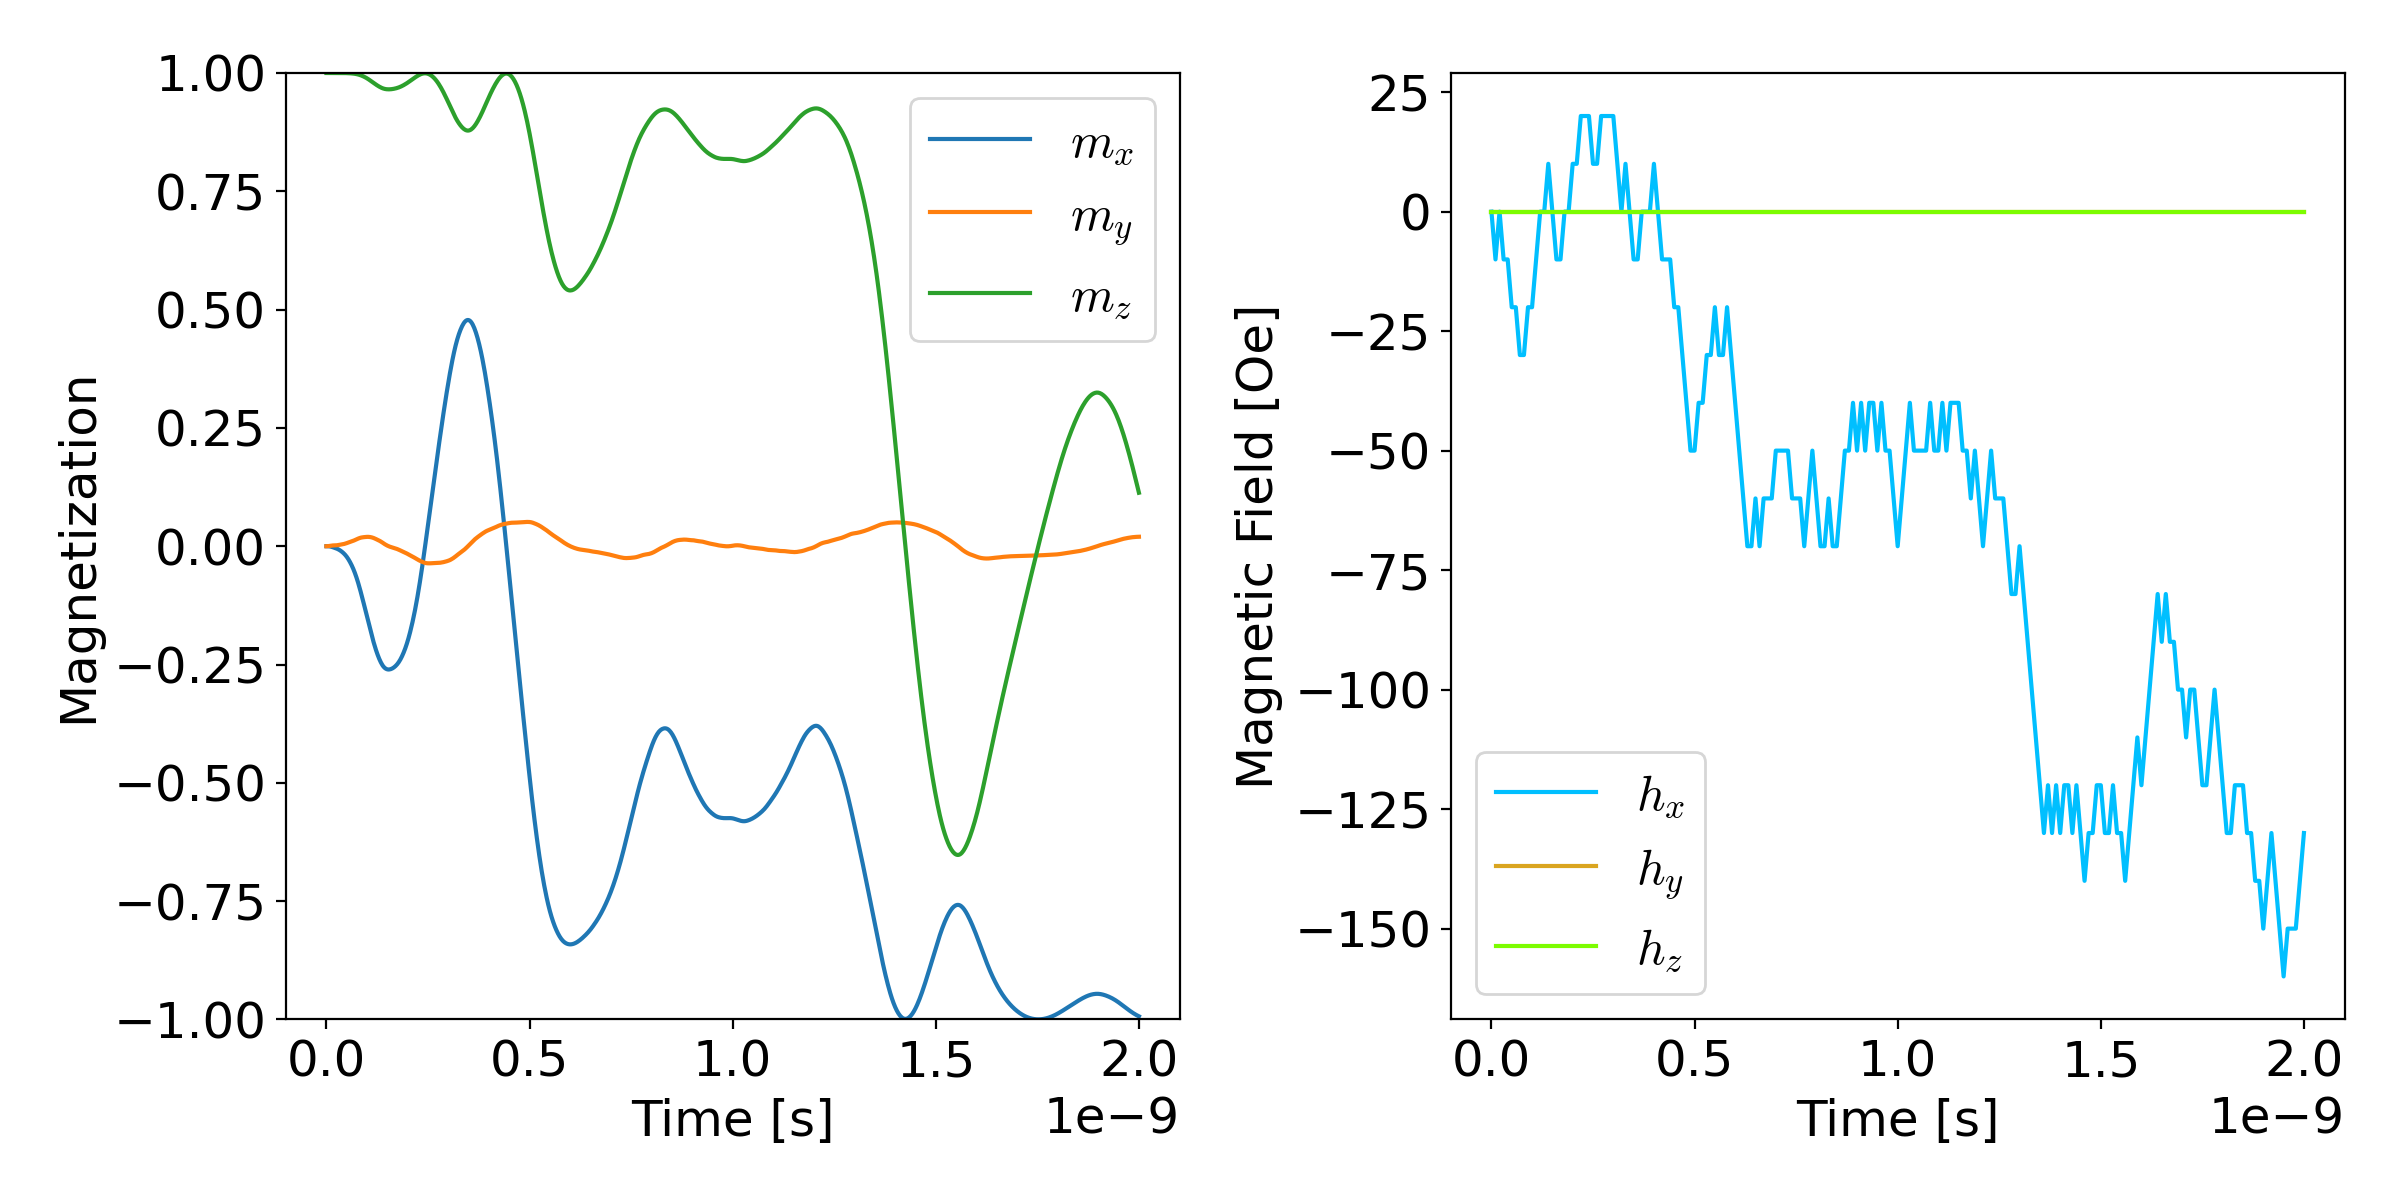 1.00
0.75
0.50
0.25
0.00
−0.25
−0.50
−0.75
−1.00
Magnetization
0.0 0.5 1.0 1.5 2.0
Time [s]
1e−9
m_x
m_y
m_z
25
0
−25
−50
−75
−100
−125
−150
Magnetic Field [Oe]
0.0 0.5 1.0 1.5 2.0
Time [s]
1e−9
h_x
h_y
h_z